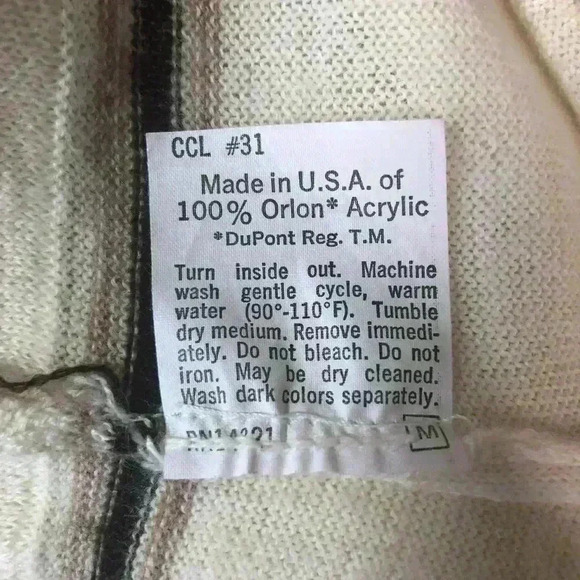 CCL #31
Made in U.S.A. of
100% Orlon* Acrylic
*DuPont Reg. T.M.
Turn inside out. Machine
wash gentle cycle, warm
water (90°-110°F). Tumble
dry medium. Remove immedi-
ately. Do not bleach. Do not
iron. May be dry cleaned.
Wash dark colors separately.
M